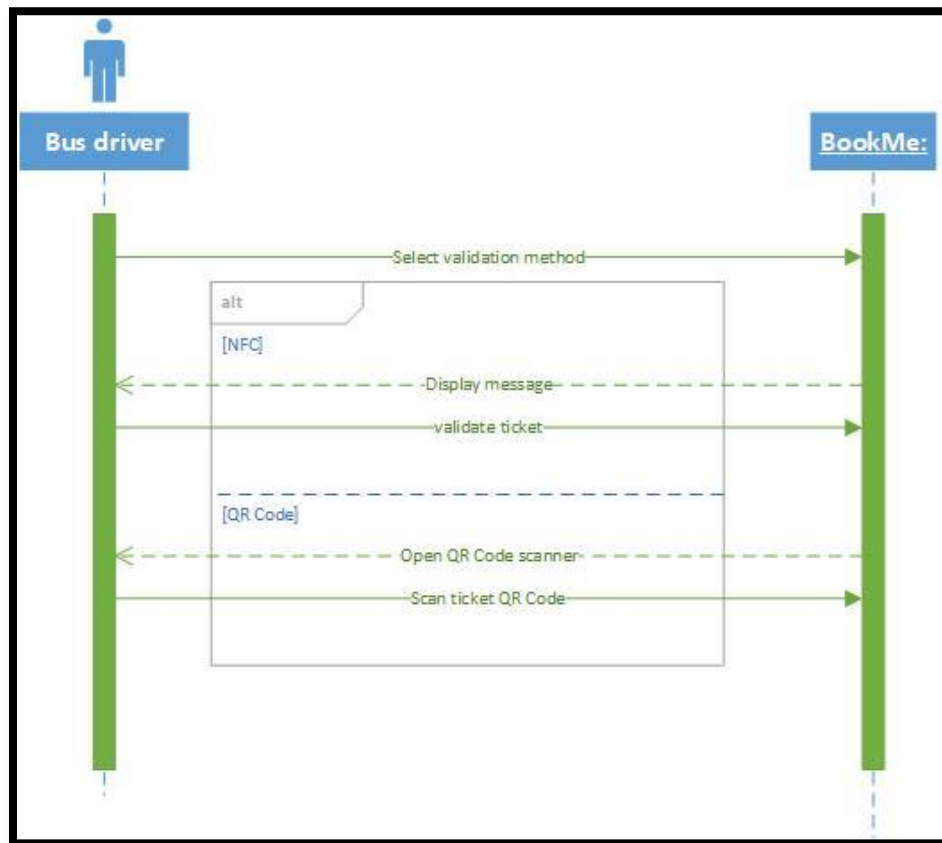 Bus driver
BookMe:
Select validation method
alt
[NFC]
Display message
validate ticket
[QR Code]
Open QR Code scanner
Scan ticket QR Code